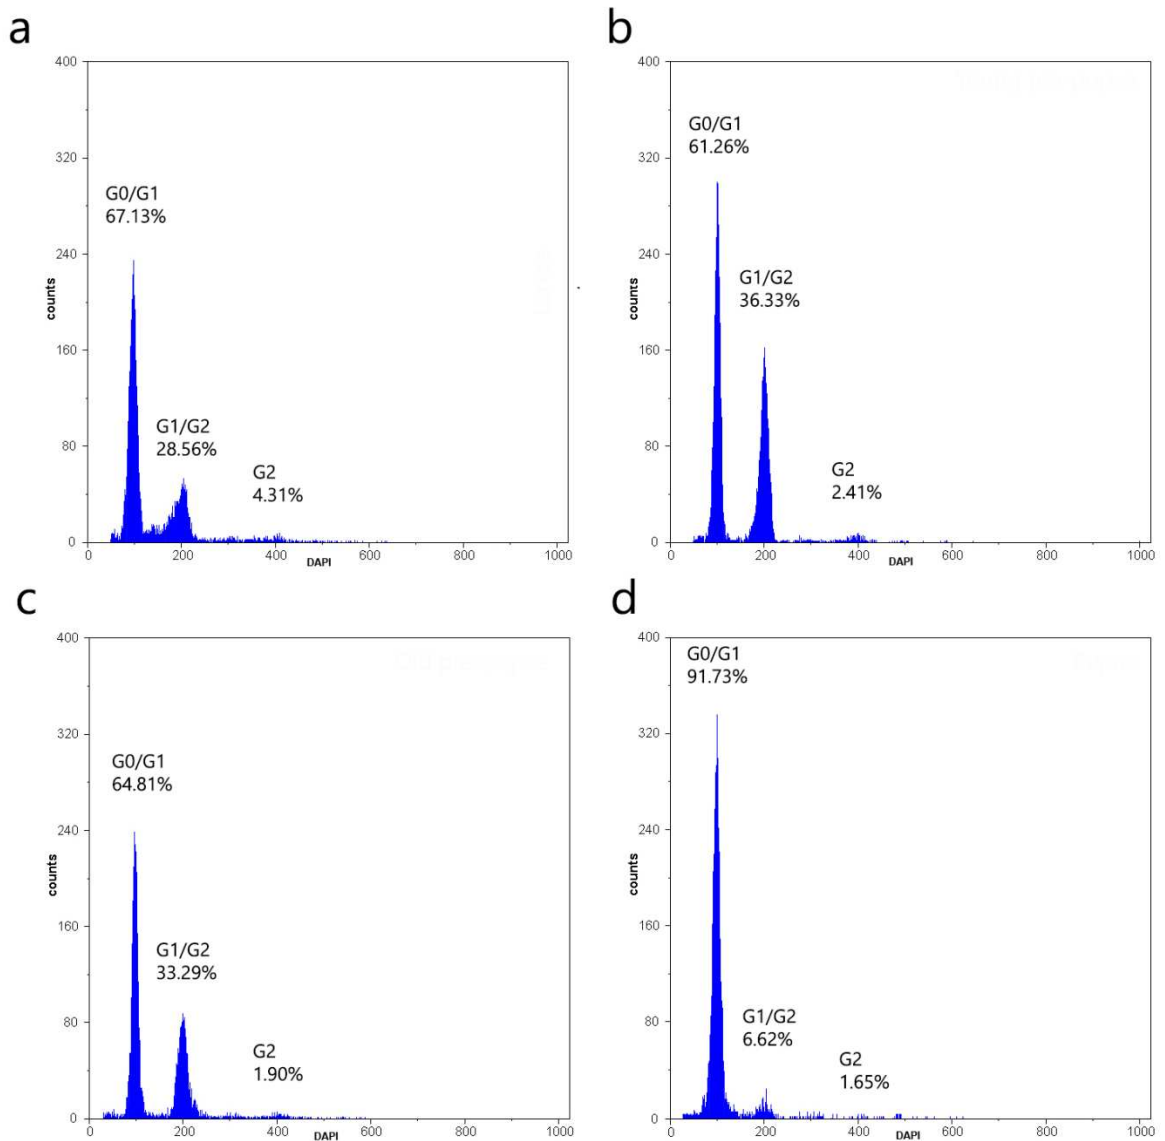 a
400
320
240
160
80
0
counts
G0/G1
67.13%
G1/G2
28.56%
G2
4.31%
0 200 400 600 800 1000
DAPI
b
400
320
240
160
80
0
counts
G0/G1
61.26%
G1/G2
36.33%
G2
2.41%
0 200 400 600 800 1000
DAPI
c
400
320
240
160
80
0
counts
G0/G1
64.81%
G1/G2
33.29%
G2
1.90%
0 200 400 600 800 1000
DAPI
d
400
320
240
160
80
0
counts
G0/G1
91.73%
G1/G2
6.62%
G2
1.65%
0 200 400 600 800 1000
DAPI